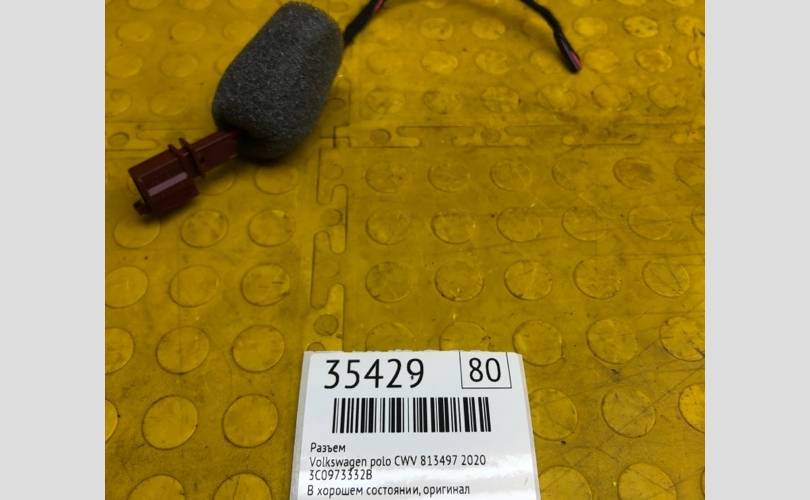 35429 80
Разъем
Volkswagen polo CWV 813497 2020
3C0973332B
В хорошем состоянии, оригинал